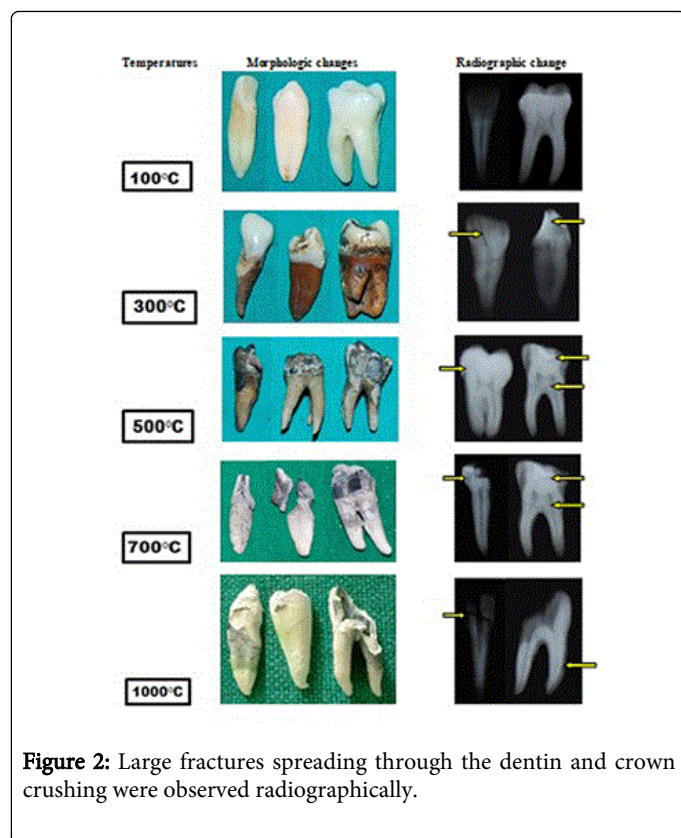 Temperatures Morphologic changes Radiographic change
100°C
300°C
500°C
700°C
1000°C
Figure 2: Large fractures spreading through the dentin and crown
crushing were observed radiographically.